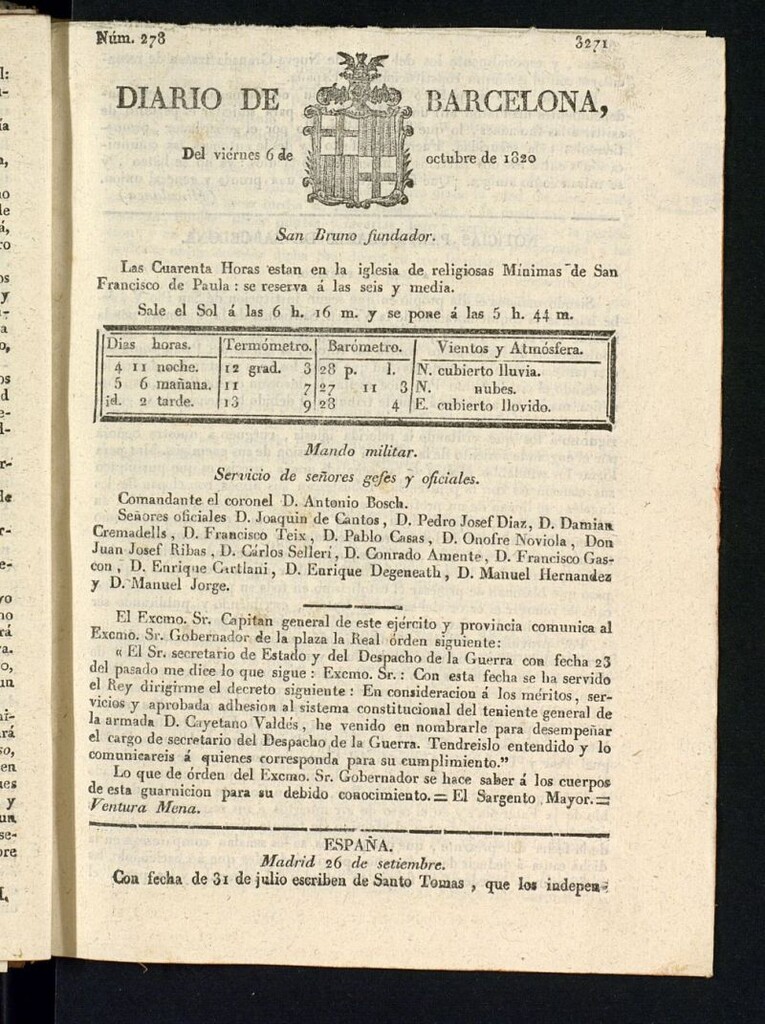 Núm. 278 3271
DIARIO DE BARCELONA,
Del viérnes 6 de octubre de 1820
San Bruno fundador.
Las Cuarenta Horas estan en la iglesia de religiosas Mínimas de San
Francisco de Paula: se reserva á las seis y media.
Sale el Sol á las 6 h. 16 m. y se pone á las 5 h. 44 m.
Dias horas. Termómetro. Barómetro. Vientos y Atmósfera.
4 11 noche. 12 grad. 3 28 p. l. N. cubierto lluvia.
5 6 mañana. 11 7 27 11 3 N. nubes.
id. 2 tarde. 13 9 28 4 E. cubierto llovido.
Mando militar.
Servicio de señores gefes y oficiales.
Comandante el coronel D. Antonio Bosch.
Señores oficiales D. Joaquin de Cantos, D. Pedro Josef Diaz, D. Damian
Cremadells, D. Francisco Teix, D. Pablo Casas, D. Onofre Noviola, Don
Juan Josef Ribas, D. Cárlos Selleri, D. Conrado Amente, D. Francisco Gas-
con, D. Enrique Cirtiani, D. Enrique Degeneath, D. Manuel Hernandez
y D. Manuel Jorge.
El Excmo. Sr. Capitan general de este ejército y provincia comunica al
Excmo. Sr. Gobernador de la plaza la Real órden siguiente:
« El Sr. secretario de Estado y del Despacho de la Guerra con fecha 23
del pasado me dice lo que sigue: Excmo. Sr.: Con esta fecha se ha servido
el Rey dirigirme el decreto siguiente: En consideracion á los méritos, ser-
vicios y aprobada adhesion al sistema constitucional del teniente general de
la armada D. Cayetano Valdés, he venido en nombrarle para desempeñar
el cargo de secretario del Despacho de la Guerra. Tendreislo entendido y lo
comunicareis á quienes corresponda para su cumplimiento.”
Lo que de órden del Excmo. Sr. Gobernador se hace saber á los cuerpos
de esta guarnicion para su debido conocimiento.= El Sargento Mayor.=
Ventura Mena.
ESPAÑA.
Madrid 26 de setiembre.
Con fecha de 31 de julio escriben de Santo Tomas, que los indepen-